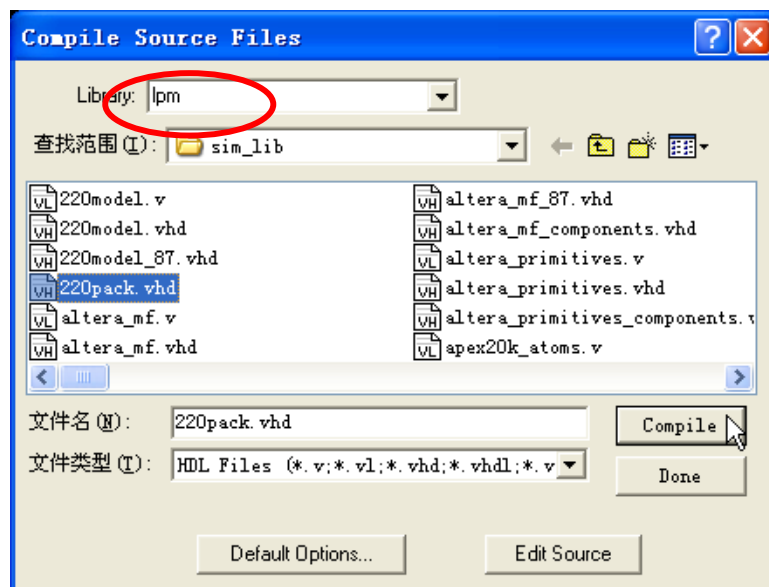 Compile Source Files
Library: lpm
查找范围(I): sim_lib
220model.v
220model.vhd
220model_87.vhd
220pack.vhd
altera_mf.v
altera_mf.vhd
altera_mf_87.vhd
altera_mf_components.vhd
altera_primitives.v
altera_primitives.vhd
altera_primitives_components.v
apex20k_atoms.v
文件名(N): 220pack.vhd
Compile
文件类型(T): HDL Files (*.v;*.vl;*.vhd;*.vhdl;*.v
Done
Default Options...
Edit Source